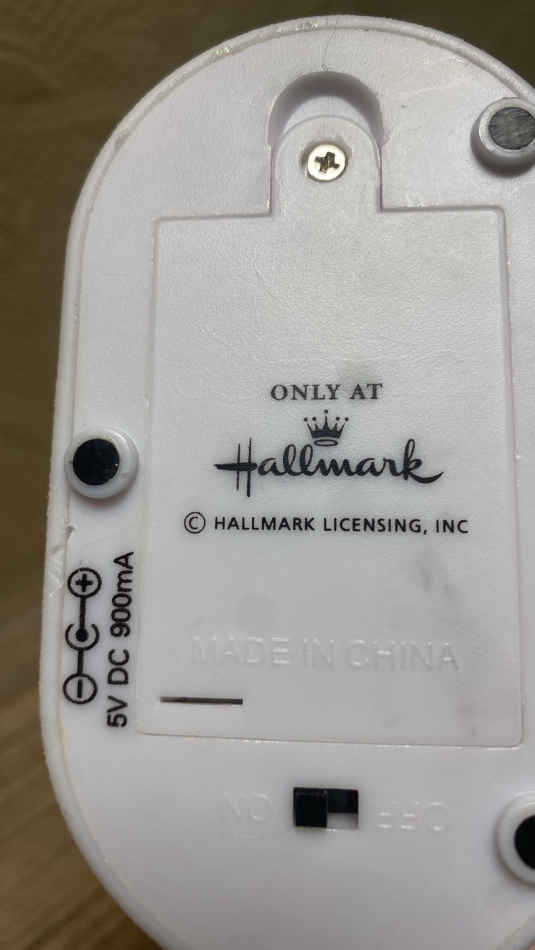 ONLY AT
Hallmark
© HALLMARK LICENSING, INC
5V DC 900mA
MADE IN CHINA
ON OFF